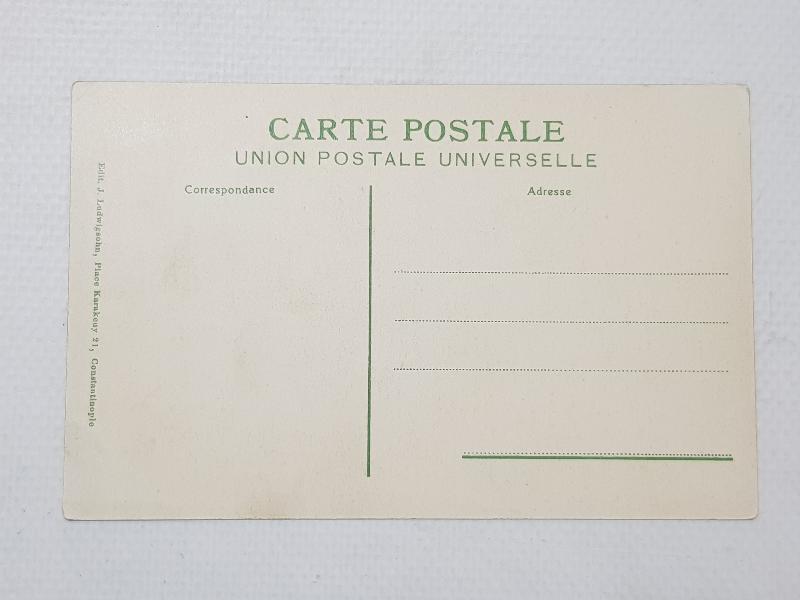 CARTE POSTALE
UNION POSTALE UNIVERSELLE
Correspondance
Adresse
Edit. J. Ludwigsohn, Place Karakeuy 21, Constantinople